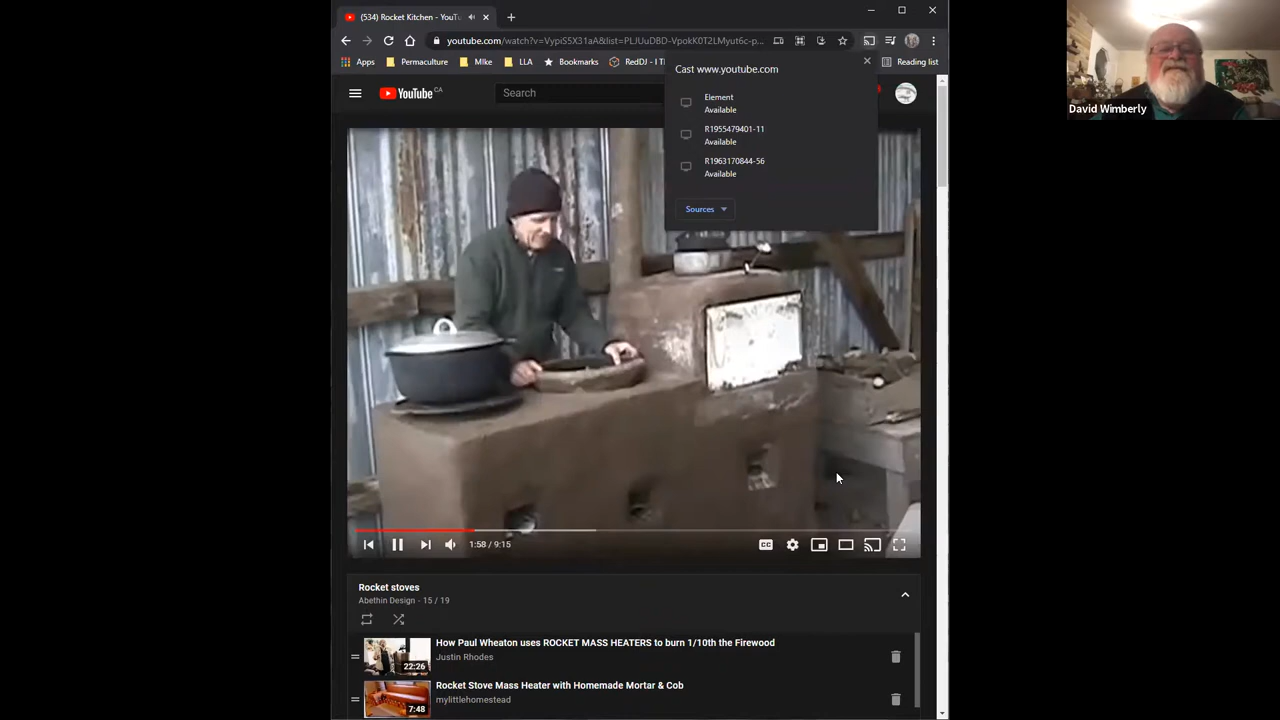 (534) Rocket Kitchen - YouTu
youtube.com/watch?v=VypiS5X31aA&list=PLJUuDBD-VpokK0T2LMyut6c-p...
Apps
Permaculture
MIke
LLA
Bookmarks
RedDJ - I Tl
Reading list
Cast www.youtube.com
Element
Available
R1955479401-11
Available
R1963170844-56
Available
Sources
YouTube CA
Search
David Wimberly
1:58 / 9:15
CC
Rocket stoves
Abethin Design - 15 / 19
How Paul Wheaton uses ROCKET MASS HEATERS to burn 1/10th the Firewood
Justin Rhodes
22:26
Rocket Stove Mass Heater with Homemade Mortar & Cob
mylittlehomestead
7:48